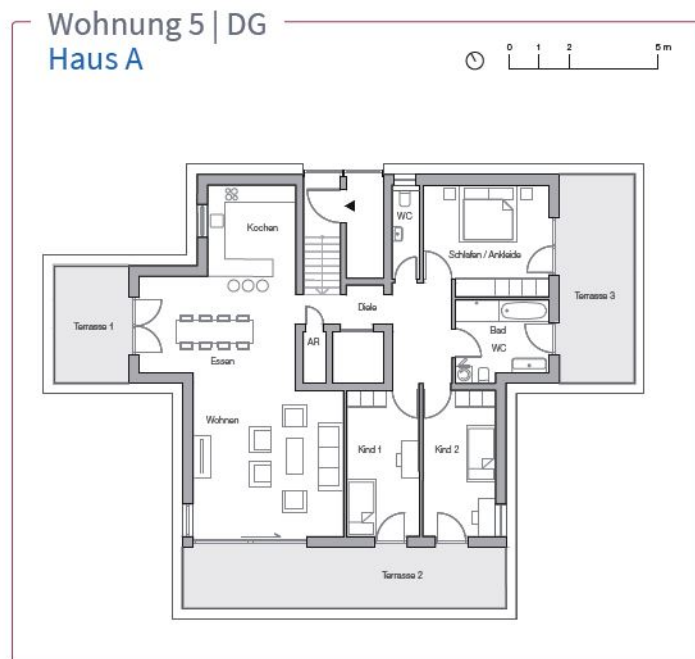 Wohnung 5 | DG
Haus A
0 1 2 5 m
Kochen
WC
Schlafen / Ankleide
Terrasse 1
Diele
Terrasse 3
Essen
AR
Bad
WC
Wohnen
Kind 1
Kind 2
Terrasse 2